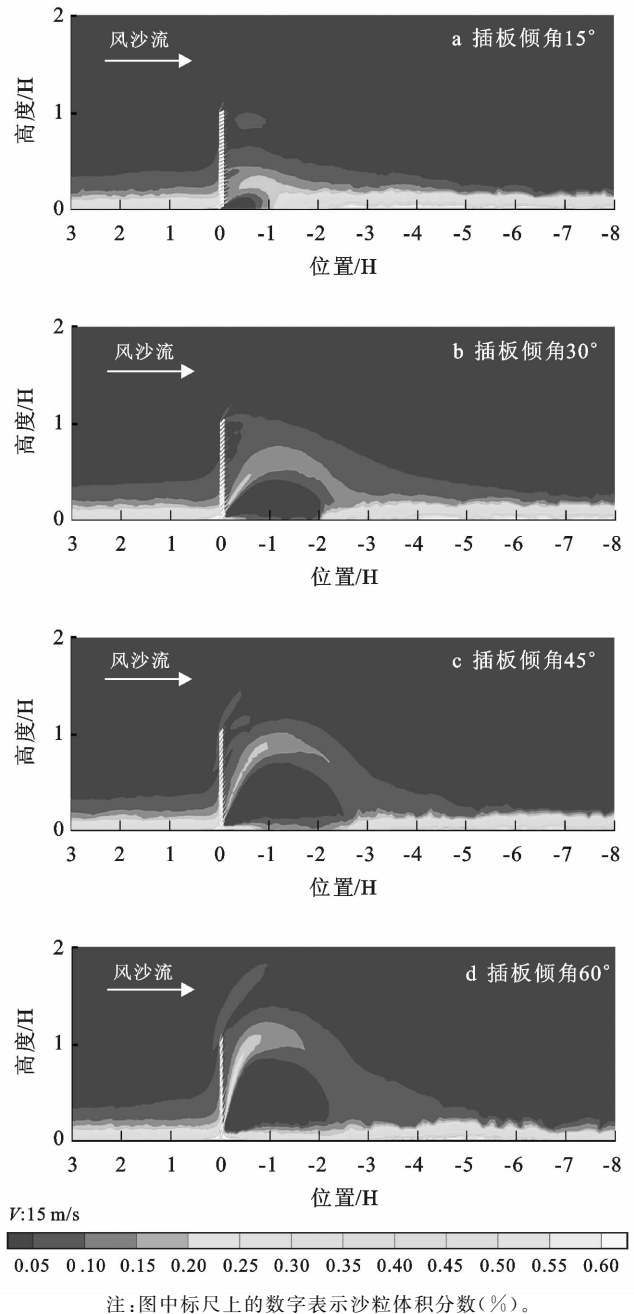 2
风沙流
a 插板倾角15°
高度/H
1
0
3 2 1 0 -1 -2 -3 -4 -5 -6 -7 -8
位置/H
2
风沙流
b 插板倾角30°
高度/H
1
0
3 2 1 0 -1 -2 -3 -4 -5 -6 -7 -8
位置/H
2
风沙流
c 插板倾角45°
高度/H
1
0
3 2 1 0 -1 -2 -3 -4 -5 -6 -7 -8
位置/H
2
风沙流
d 插板倾角60°
高度/H
1
0
3 2 1 0 -1 -2 -3 -4 -5 -6 -7 -8
位置/H
V:15 m/s
0.05 0.10 0.15 0.20 0.25 0.30 0.35 0.40 0.45 0.50 0.55 0.60
注:图中标尺上的数字表示沙粒体积分数(%)。